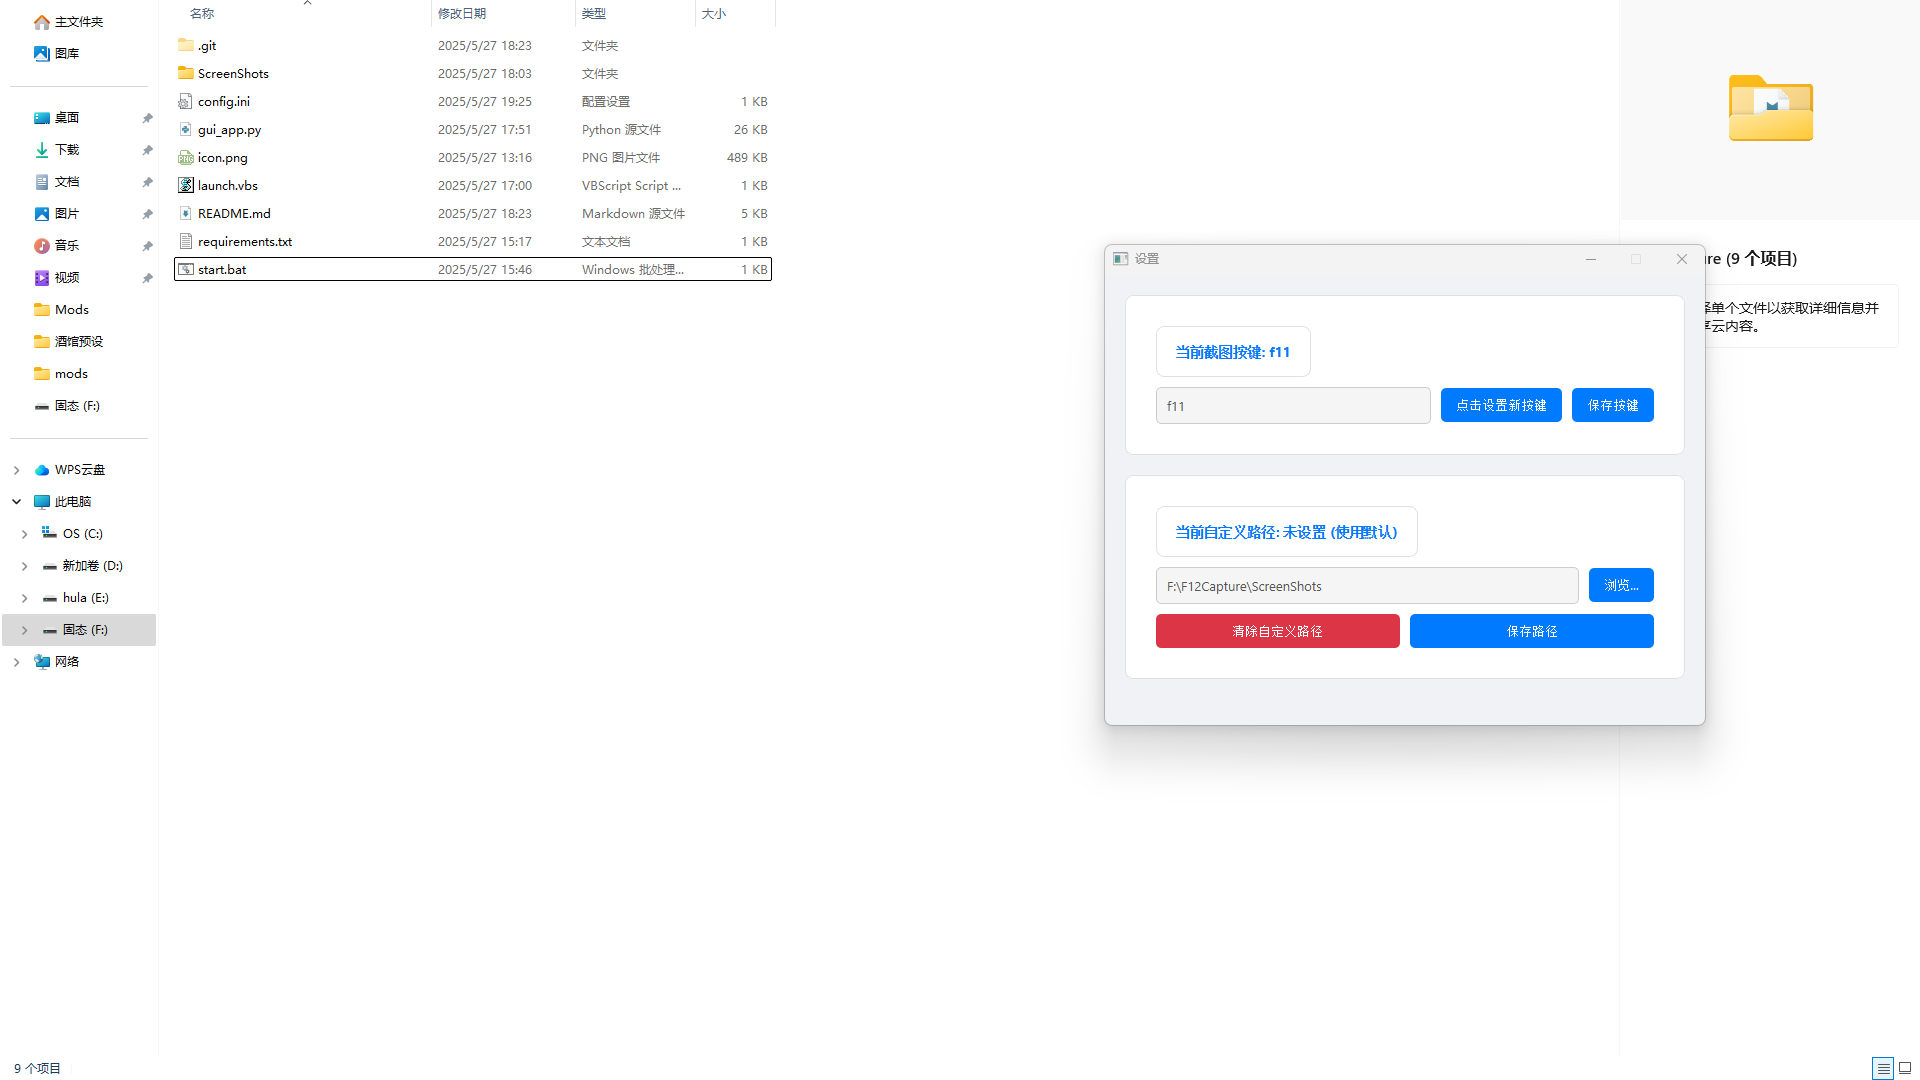 主文件夹
图库
桌面
下载
文档
图片
音乐
视频
Mods
酒馆预设
mods
固态 (F:)
WPS云盘
此电脑
OS (C:)
新加卷 (D:)
hula (E:)
固态 (F:)
网络
名称 修改日期 类型 大小
.git 2025/5/27 18:23 文件夹
ScreenShots 2025/5/27 18:03 文件夹
config.ini 2025/5/27 19:25 配置设置 1 KB
gui_app.py 2025/5/27 17:51 Python 源文件 26 KB
icon.png 2025/5/27 13:16 PNG 图片文件 489 KB
launch.vbs 2025/5/27 17:00 VBScript Script ... 1 KB
README.md 2025/5/27 18:23 Markdown 源文件 5 KB
requirements.txt 2025/5/27 15:17 文本文档 1 KB
start.bat 2025/5/27 15:46 Windows 批处理... 1 KB
设置
当前截图按键: f11
f11 点击设置新按键 保存按键
当前自定义路径: 未设置 (使用默认)
F:\F12Capture\ScreenShots 浏览...
清除自定义路径 保存路径
re (9 个项目)
单个文件以获取详细信息并
云内容。
9 个项目